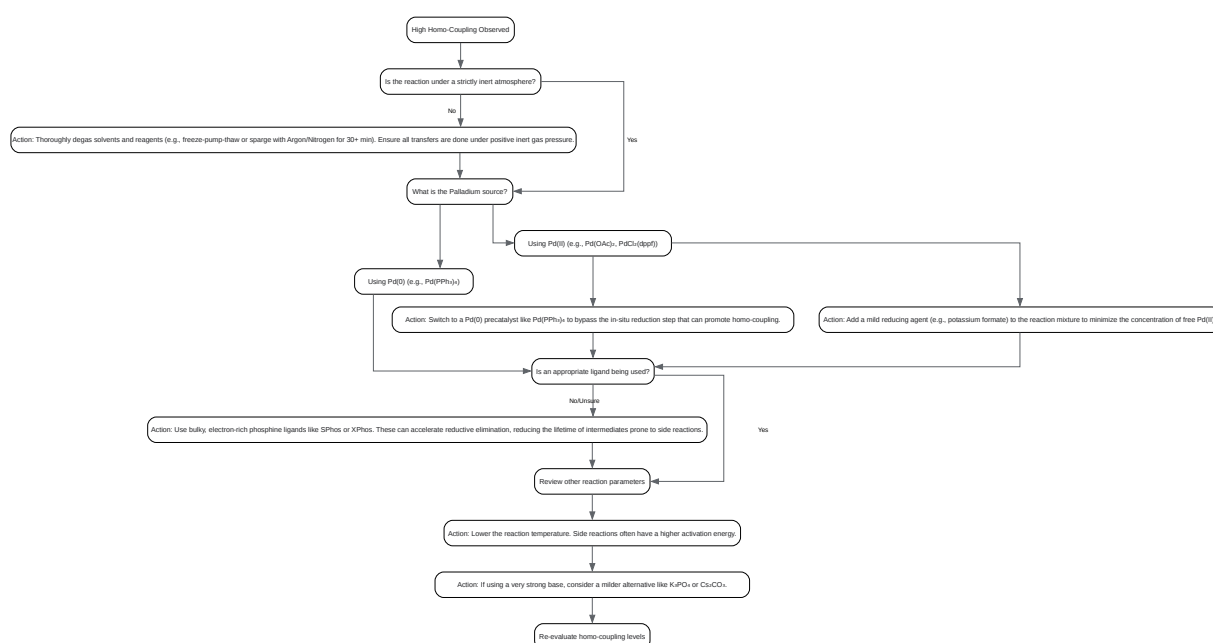 High Homo-Coupling Observed
Is the reaction under a strictly inert atmosphere?
No
Yes
Action: Thoroughly degas solvents and reagents (e.g., freeze-pump-thaw or sparge with Argon/Nitrogen for 30+ min). Ensure all transfers are done under positive inert gas pressure.
What is the Palladium source?
Using Pd(II) (e.g., Pd(OAc)₂, PdCl₂(dppf))
Using Pd(0) (e.g., Pd(PPh₃)₄)
Action: Switch to a Pd(0) precatalyst like Pd(PPh₃)₄ to bypass the in-situ reduction step that can promote homo-coupling.
Action: Add a mild reducing agent (e.g., potassium formate) to the reaction mixture to minimize the concentration of free Pd(II)
Is an appropriate ligand being used?
No/Unsure
Action: Use bulky, electron-rich phosphine ligands like SPhos or XPhos. These can accelerate reductive elimination, reducing the lifetime of intermediates prone to side reactions.
Yes
Review other reaction parameters
Action: Lower the reaction temperature. Side reactions often have a higher activation energy.
Action: If using a very strong base, consider a milder alternative like K₃PO₄ or Cs₂CO₃.
Re-evaluate homo-coupling levels